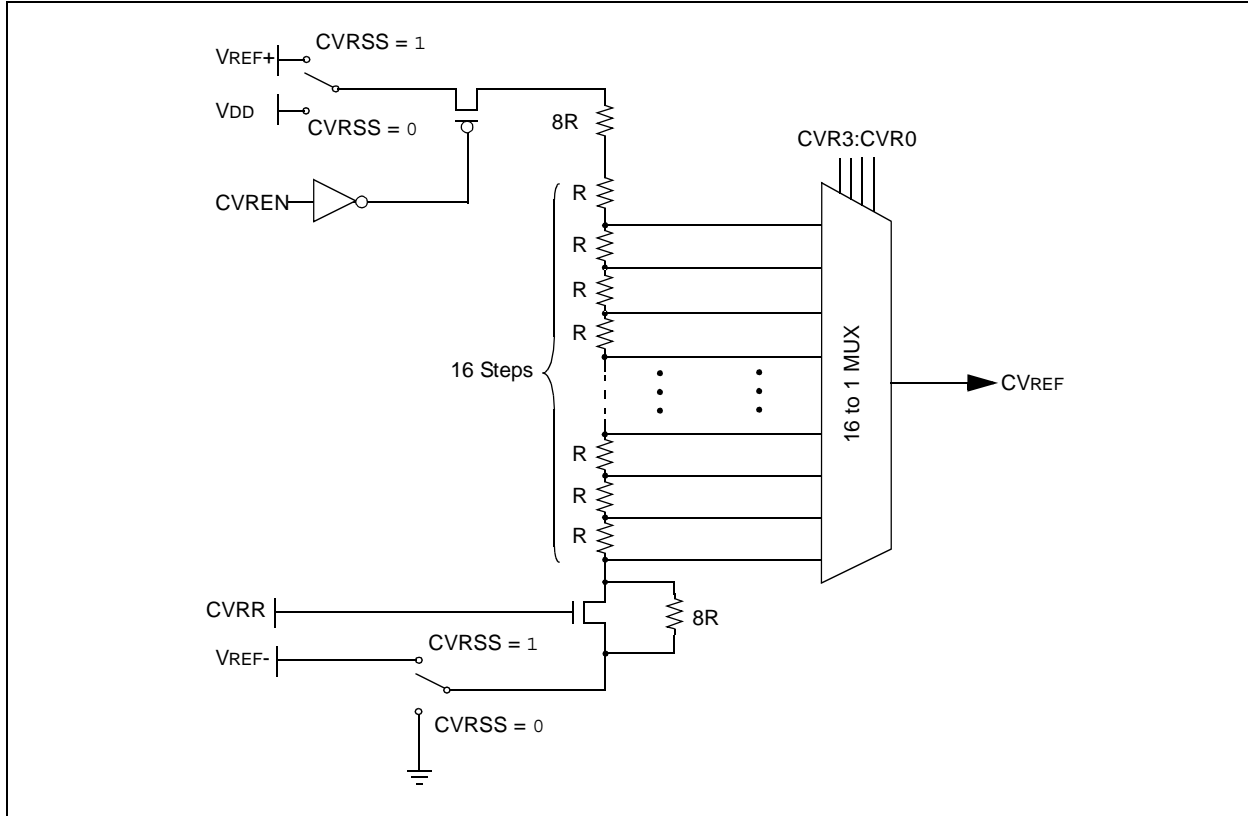 CVRSS = 1
VREF+
VDD
CVRSS = 0
8R
CVR3:CVR0
CVREN
R
R
R
R
16 Steps
16 to 1 MUX
CVREF
R
R
R
CVRR
8R
CVRSS = 1
VREF-
CVRSS = 0